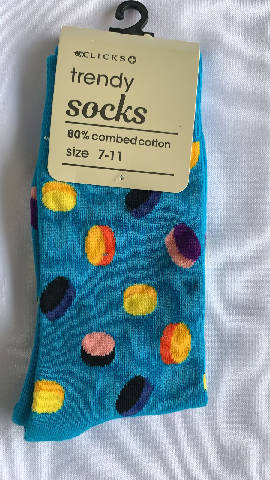 CLICKS
trendy
socks
80% combed cotton
size 7-11